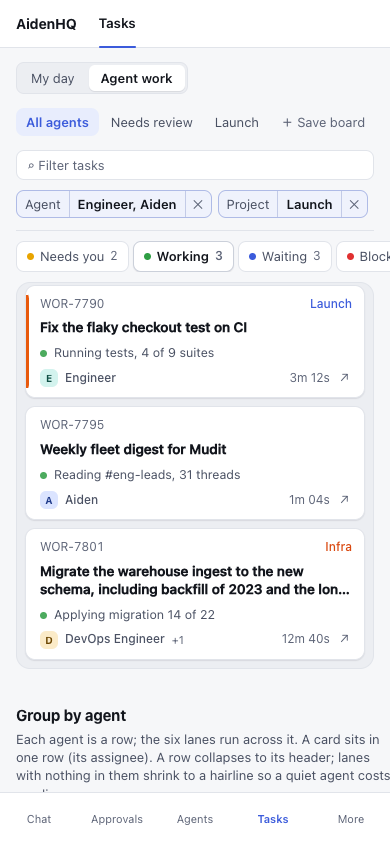 AidenHQ Tasks
My day Agent work
All agents Needs review Launch + Save board
Filter tasks
Agent Engineer, Aiden × Project Launch ×
Needs you 2 Working 3 Waiting 3 Block
WOR-7790 Launch
Fix the flaky checkout test on CI
Running tests, 4 of 9 suites
E Engineer 3m 12s ↗
WOR-7795
Weekly fleet digest for Mudit
Reading #eng-leads, 31 threads
A Aiden 1m 04s ↗
WOR-7801 Infra
Migrate the warehouse ingest to the new
schema, including backfill of 2023 and the lon...
Applying migration 14 of 22
D DevOps Engineer +1 12m 40s ↗
Group by agent
Each agent is a row; the six lanes run across it. A card sits in
one row (its assignee). A row collapses to its header; lanes
with nothing in them shrink to a hairline so a quiet agent costs
Chat Approvals Agents Tasks More